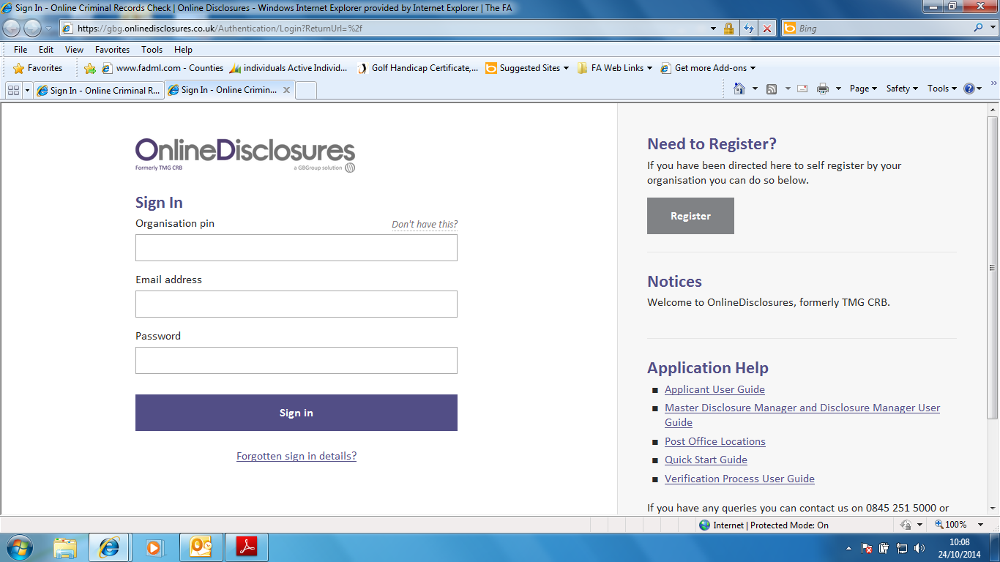 Sign In - Online Criminal Records Check | Online Disclosures - Windows Internet Explorer provided by Internet Explorer | The FA
https://gbg.onlinedisclosures.co.uk/Authentication/Login?ReturnUrl=%2f
Bing
File Edit View Favorites Tools Help
Favorites www.fadml.com - Counties individuals Active Individ... Golf Handicap Certificate,... Suggested Sites FA Web Links Get more Add-ons
Sign In - Online Criminal R... Sign In - Online Crimin... Page Safety Tools
OnlineDisclosures
Formerly TMG CRB a GBGroup solution
Sign In
Organisation pin Don't have this?
Email address
Password
Sign in
Forgotten sign in details?
Need to Register?
If you have been directed here to self register by your
organisation you can do so below.
Register
Notices
Welcome to OnlineDisclosures, formerly TMG CRB.
Application Help
Applicant User Guide
Master Disclosure Manager and Disclosure Manager User
Guide
Post Office Locations
Quick Start Guide
Verification Process User Guide
If you have any queries you can contact us on 0845 251 5000 or
Internet | Protected Mode: On 100%
10:08
24/10/2014